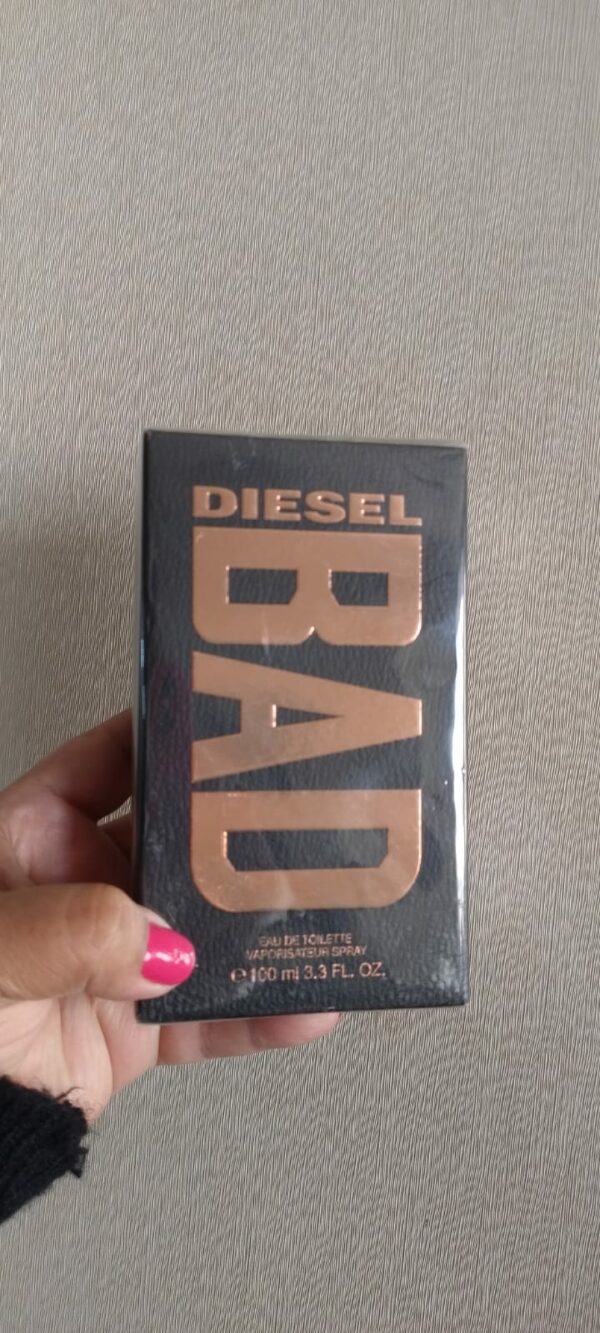 DIESEL
BAD
EAU DE TOILETTE
VAPORISATEUR SPRAY
℮ 100 ml 3.3 FL. OZ.